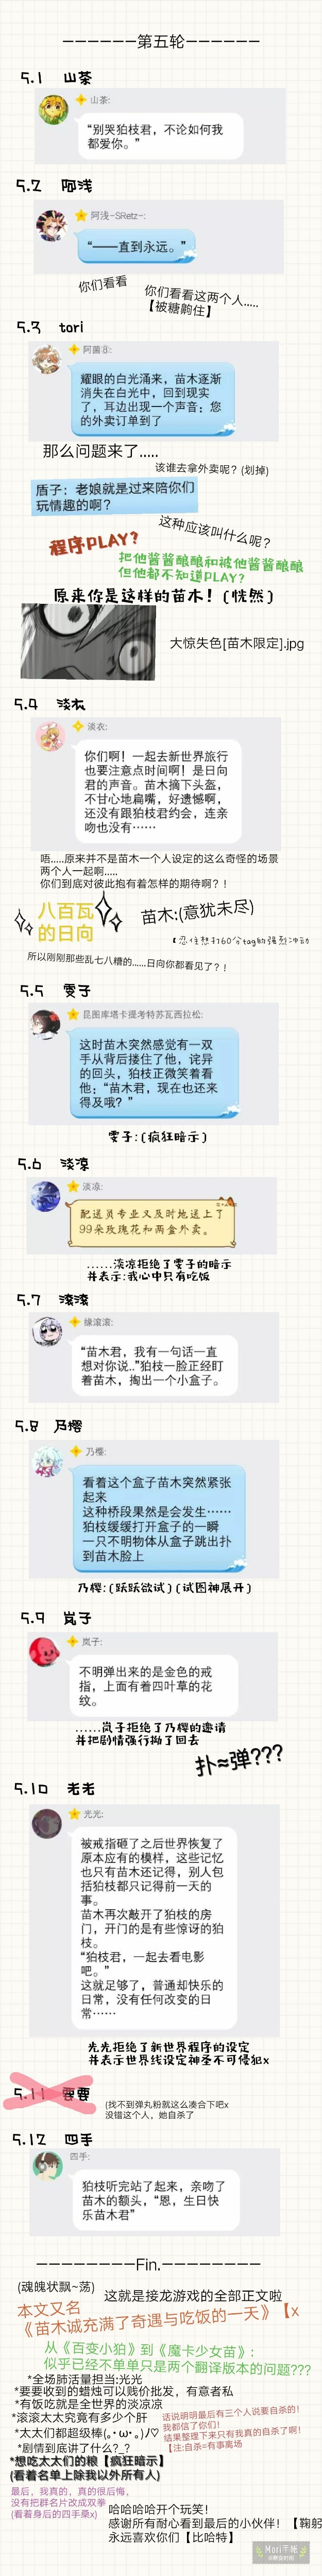 ——————第五轮——————
5.1 山茶
山茶:
“别哭狛枝君，不论如何我
都爱你。”
5.2 阿浅
阿浅-SRetz-:
“——直到永远。”
你们看看
你们看看这两个人.....
【被糖齁住】
5.3 tori
阿菌⑧:
耀眼的白光涌来，苗木逐渐
消失在白光中，回到现实
了，耳边出现一个声音：您
的外卖订单到了
那么问题来了.....
该谁去拿外卖呢？(划掉)
盾子：老娘就是过来陪你们
玩情趣的啊？
这种应该叫什么呢？
程序PLAY？
把他酱酱酿酿和被他酱酱酿酿
但他都不知道PLAY？
原来你是这样的苗木！(恍然)
大惊失色[苗木限定].jpg
5.4 淡衣
淡衣:
你们啊！一起去新世界旅行
也要注意点时间啊！是日向
君的声音。苗木摘下头盔，
不甘心地扁嘴，好遗憾啊，
还没有跟狛枝君约会，连亲
吻也没有……
唔.....原来并不是苗木一个人设定的这么奇怪的场景
两个人一起啊.....
你们到底对彼此抱有着怎样的期待啊？！
八百瓦
的日向
苗木:(意犹未尽)
【忍住想打60分tag的强烈冲动
所以刚刚那些乱七八糟的.....日向你都看见了？！
5.5 雯子
昆图库塔卡提考特苏瓦西拉松:
这时苗木突然感觉有一双
手从背后搂住了他，诧异
的回头，狛枝正微笑着看
他：“苗木君，现在也还来
得及哦？”
雯子:(疯狂暗示)
5.6 淡凉
淡凉:
配送员专业又及时地送上了
99朵玫瑰花和两盒外卖。
......淡凉拒绝了雯子的暗示
并表示:我心中只有吃饭
5.7 滚滚
缘滚滚:
“苗木君，我有一句话一直
想对你说..”狛枝一脸正经盯
着苗木，掏出一个小盒子。
5.8 乃樱
乃樱:
看着这个盒子苗木突然紧张
起来
这种桥段果然是会发生……
狛枝缓缓打开盒子的一瞬
一只不明物体从盒子跳出扑
到苗木脸上
乃樱:(跃跃欲试)(试图神展开)
5.9 岚子
岚子:
不明弹出来的是金色的戒
指，上面有着四叶草的花
纹。
......岚子拒绝了乃樱的邀请
并把剧情强行拗了回去
扑≈弹???
5.10 光光
光光:
被戒指砸了之后世界恢复了
原本应有的模样，这些记忆
也只有苗木还记得，别人包
括狛枝都只记得前一天的
事。
苗木再次敲开了狛枝的房
门，开门的是有些惊讶的狛
枝。
“狛枝君，一起去看电影
吧。”
这就足够了，普通却快乐的
日常，没有任何改变的日
常……
光光拒绝了新世界程序的设定
并表示世界线设定神圣不可侵犯x
5.11 要要
(找不到弹丸粉就这么凑合下吧x
没错这个人，她自杀了
5.12 四手
四手:
狛枝听完站了起来，亲吻了
苗木的额头，“恩，生日快
乐苗木君”
————————Fin.————————
(魂魄状飘~荡)
这就是接龙游戏的全部正文啦
本文又名
《苗木诚充满了奇遇与吃饭的一天》【x
从《百变小狛》到《魔卡少女苗》:
似乎已经不单单只是两个翻译版本的问题???
*全场肺活量担当:光光
*要要收到的蜡烛可以贱价批发，有意者私
*有饭吃就是全世界的淡凉凉
*滚滚太太究竟有多少个肝
*太太们都超级棒(｡･ω･｡)ﾉ♡
*剧情到底讲了什么?_?
*想吃太太们的粮【疯狂暗示】
(看着名单上除我以外所有人)
话说明明最后有三个人说要自杀的！
我都信了你们！
结果整理下来只有我真的自杀了啊！
【注:自杀=有事离场
最后，我真的，真的很后悔，
没有把群名片改成双拳
(看着身后的四手桑x)
哈哈哈哈开个玩笑！
感谢所有耐心看到最后的小伙伴！【鞠躬
永远喜欢你们【比哈特】
Mori手帐